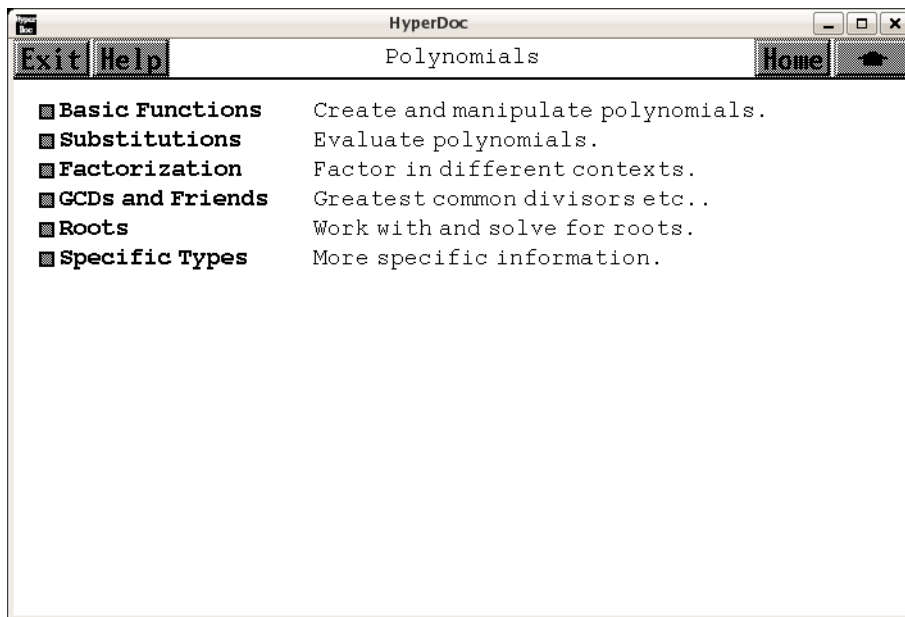 Hyper Doc HyperDoc
Exit Help Polynomials Home
Basic Functions Create and manipulate polynomials.
Substitutions Evaluate polynomials.
Factorization Factor in different contexts.
GCDs and Friends Greatest common divisors etc..
Roots Work with and solve for roots.
Specific Types More specific information.